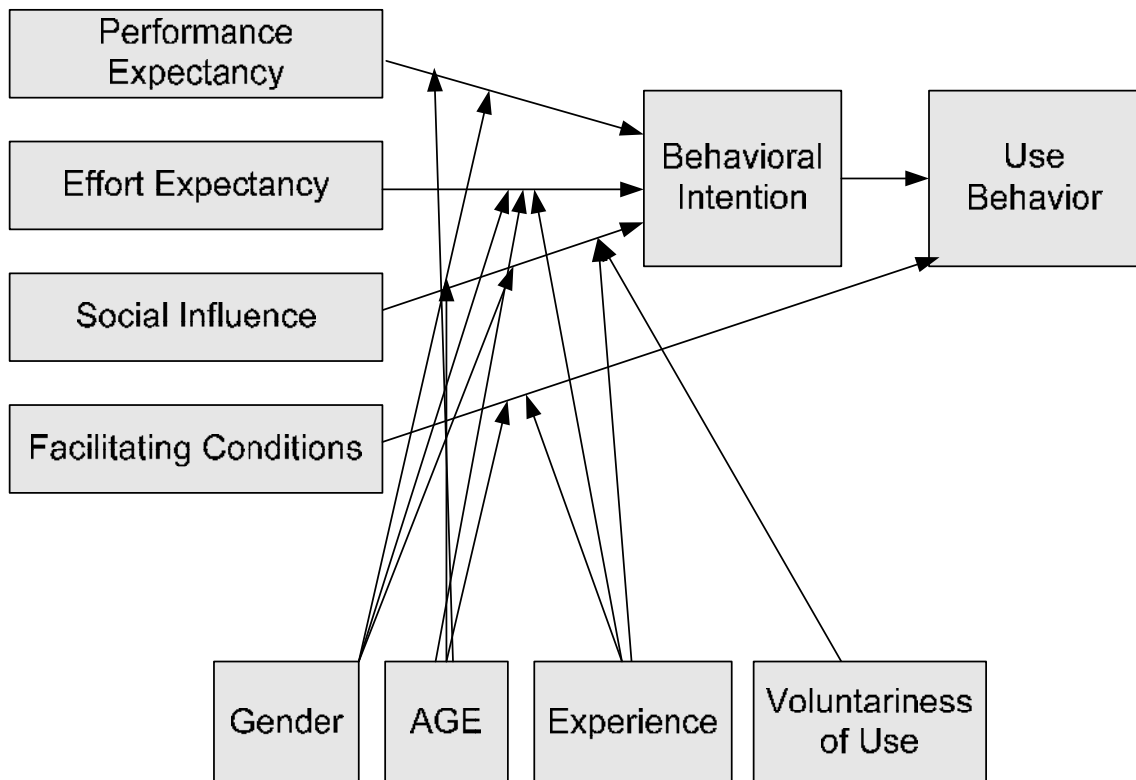 Performance
Expectancy
Effort Expectancy
Social Influence
Facilitating Conditions
Behavioral
Intention
Use
Behavior
Gender
AGE
Experience
Voluntariness
of Use